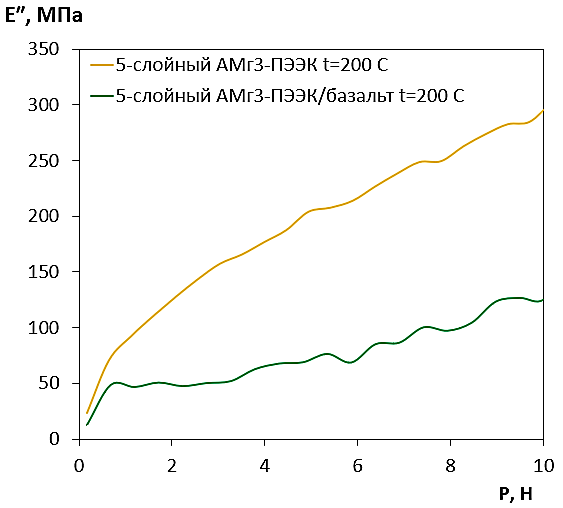 E″, МПа
350
5-слойный АМг3-ПЭЭК t=200 С
300
5-слойный АМг3-ПЭЭК/базальт t=200 С
250
200
150
100
50
0
0 2 4 6 8 10
Р, Н